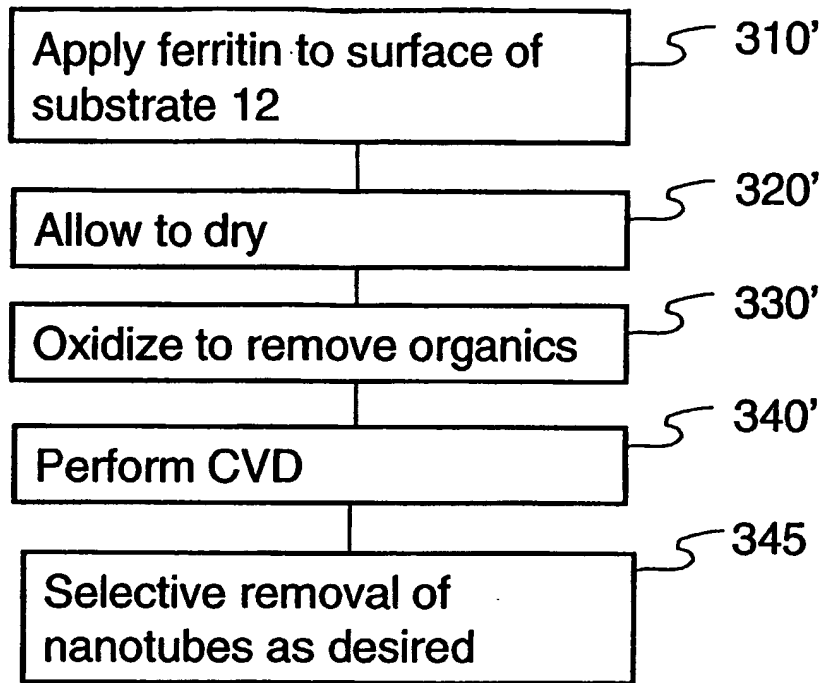 Apply ferritin to surface of
substrate 12
310’
Allow to dry
320’
Oxidize to remove organics
330’
Perform CVD
340’
Selective removal of
nanotubes as desired
345